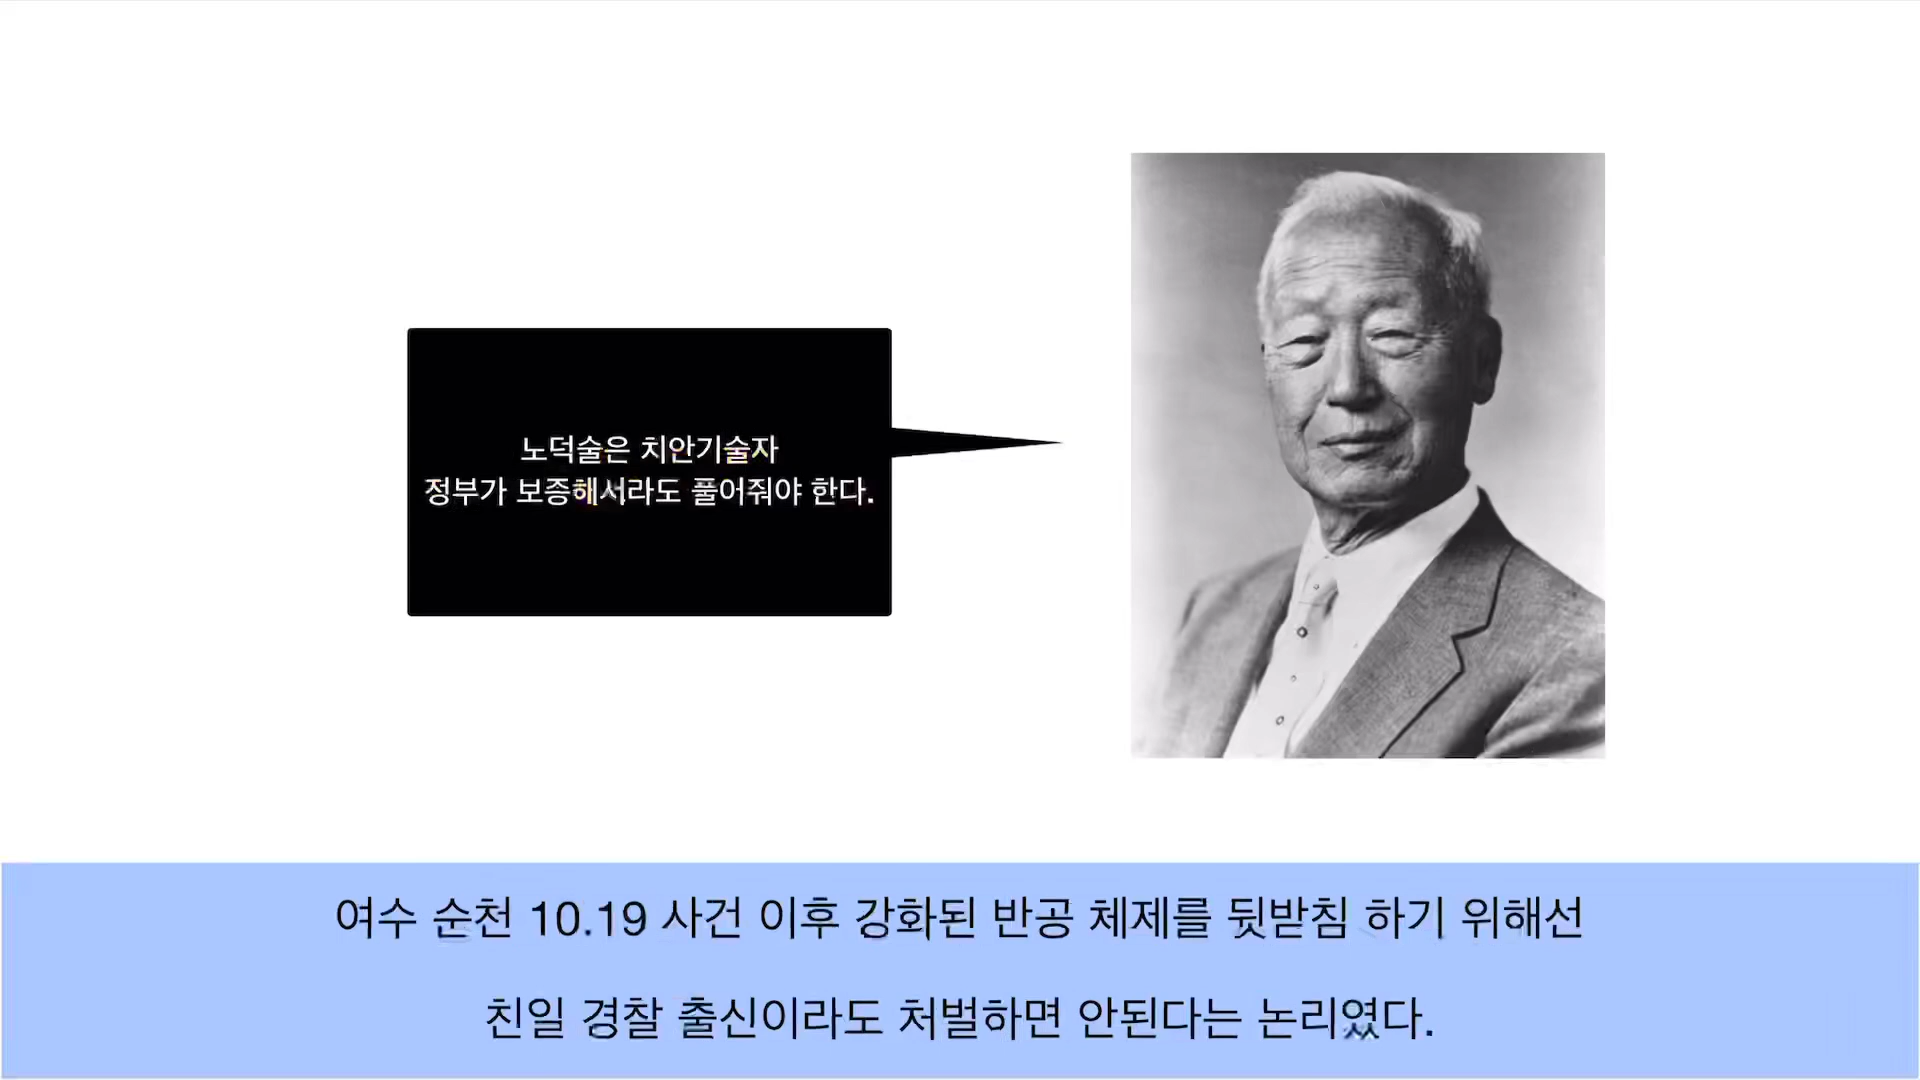 노덕술은 치안기술자
정부가 보증해서라도 풀어줘야 한다.
여수 순천 10.19 사건 이후 강화된 반공 체제를 뒷받침 하기 위해선
친일 경찰 출신이라도 처벌하면 안된다는 논리였다.